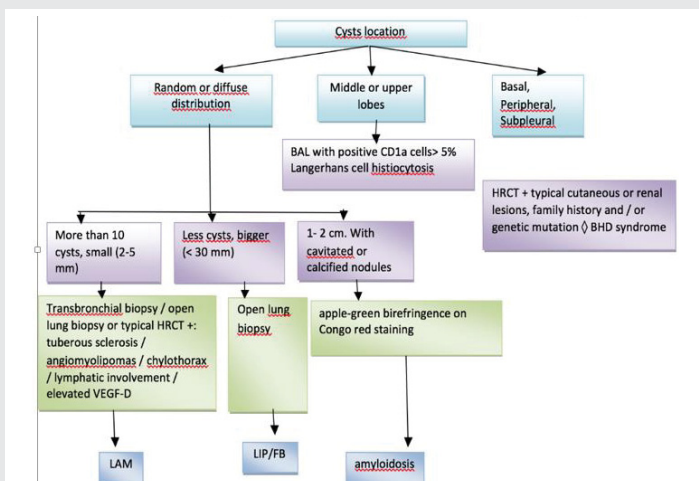 Cysts location
Random or diffuse
distribution
Middle or upper
lobes
Basal,
Peripheral,
Subpleural
BAL with positive CD1a cells> 5%
Langerhans cell histiocytosis
HRCT + typical cutaneous or renal
lesions, family history and / or
genetic mutation ◊ BHD syndrome
More than 10
cysts, small (2-5
mm)
Less cysts, bigger
(< 30 mm)
1- 2 cm. With
cavitated or
calcified nodules
Transbronchial biopsy / open
lung biopsy or typical HRCT +:
tuberous sclerosis /
angiomyolipomas / chylothorax
/ lymphatic involvement /
elevated VEGF-D
Open lung
biopsy
apple-green birefringence on
Congo red staining
LAM
LIP/FB
amyloidosis